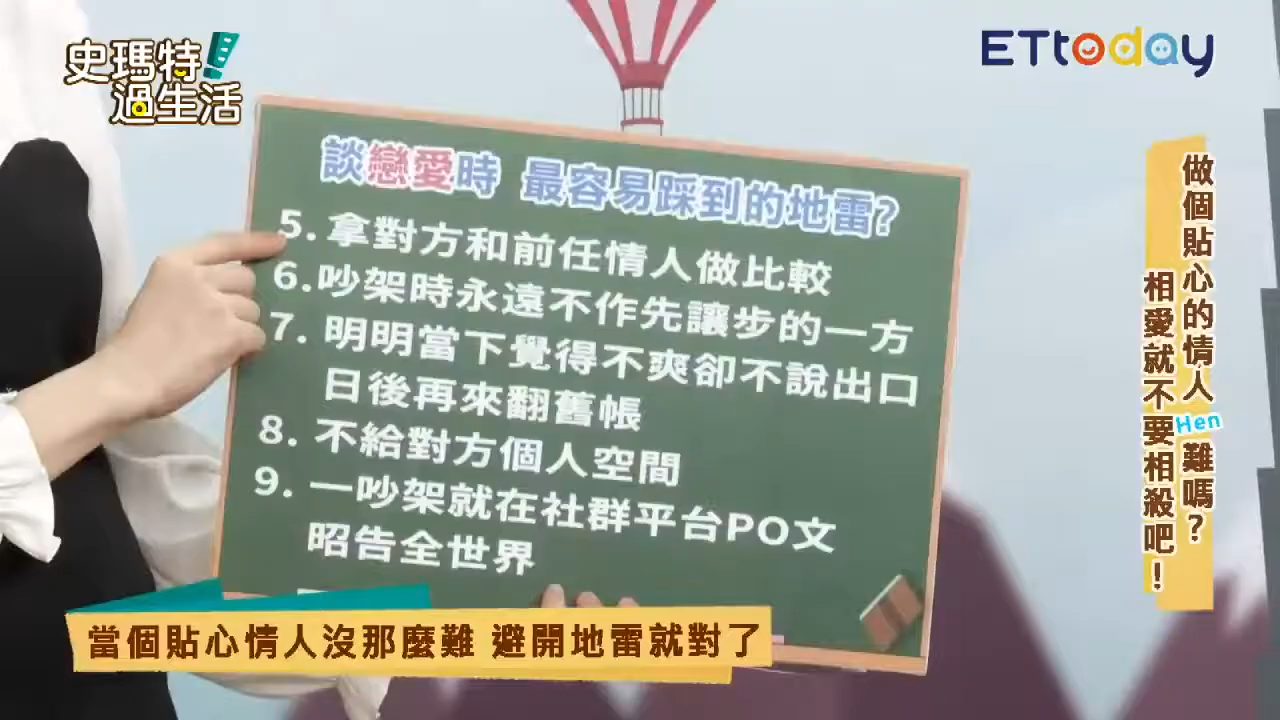 史瑪特!
過生活
ETtoday
談戀愛時 最容易踩到的地雷?
5. 拿對方和前任情人做比較
6. 吵架時永遠不作先讓步的一方
7. 明明當下覺得不爽卻不說出口
日後再來翻舊帳
8. 不給對方個人空間
9. 一吵架就在社群平台PO文
昭告全世界
做個貼心的情人Hen難嗎?
相愛就不要相殺吧!
當個貼心情人沒那麼難 避開地雷就對了